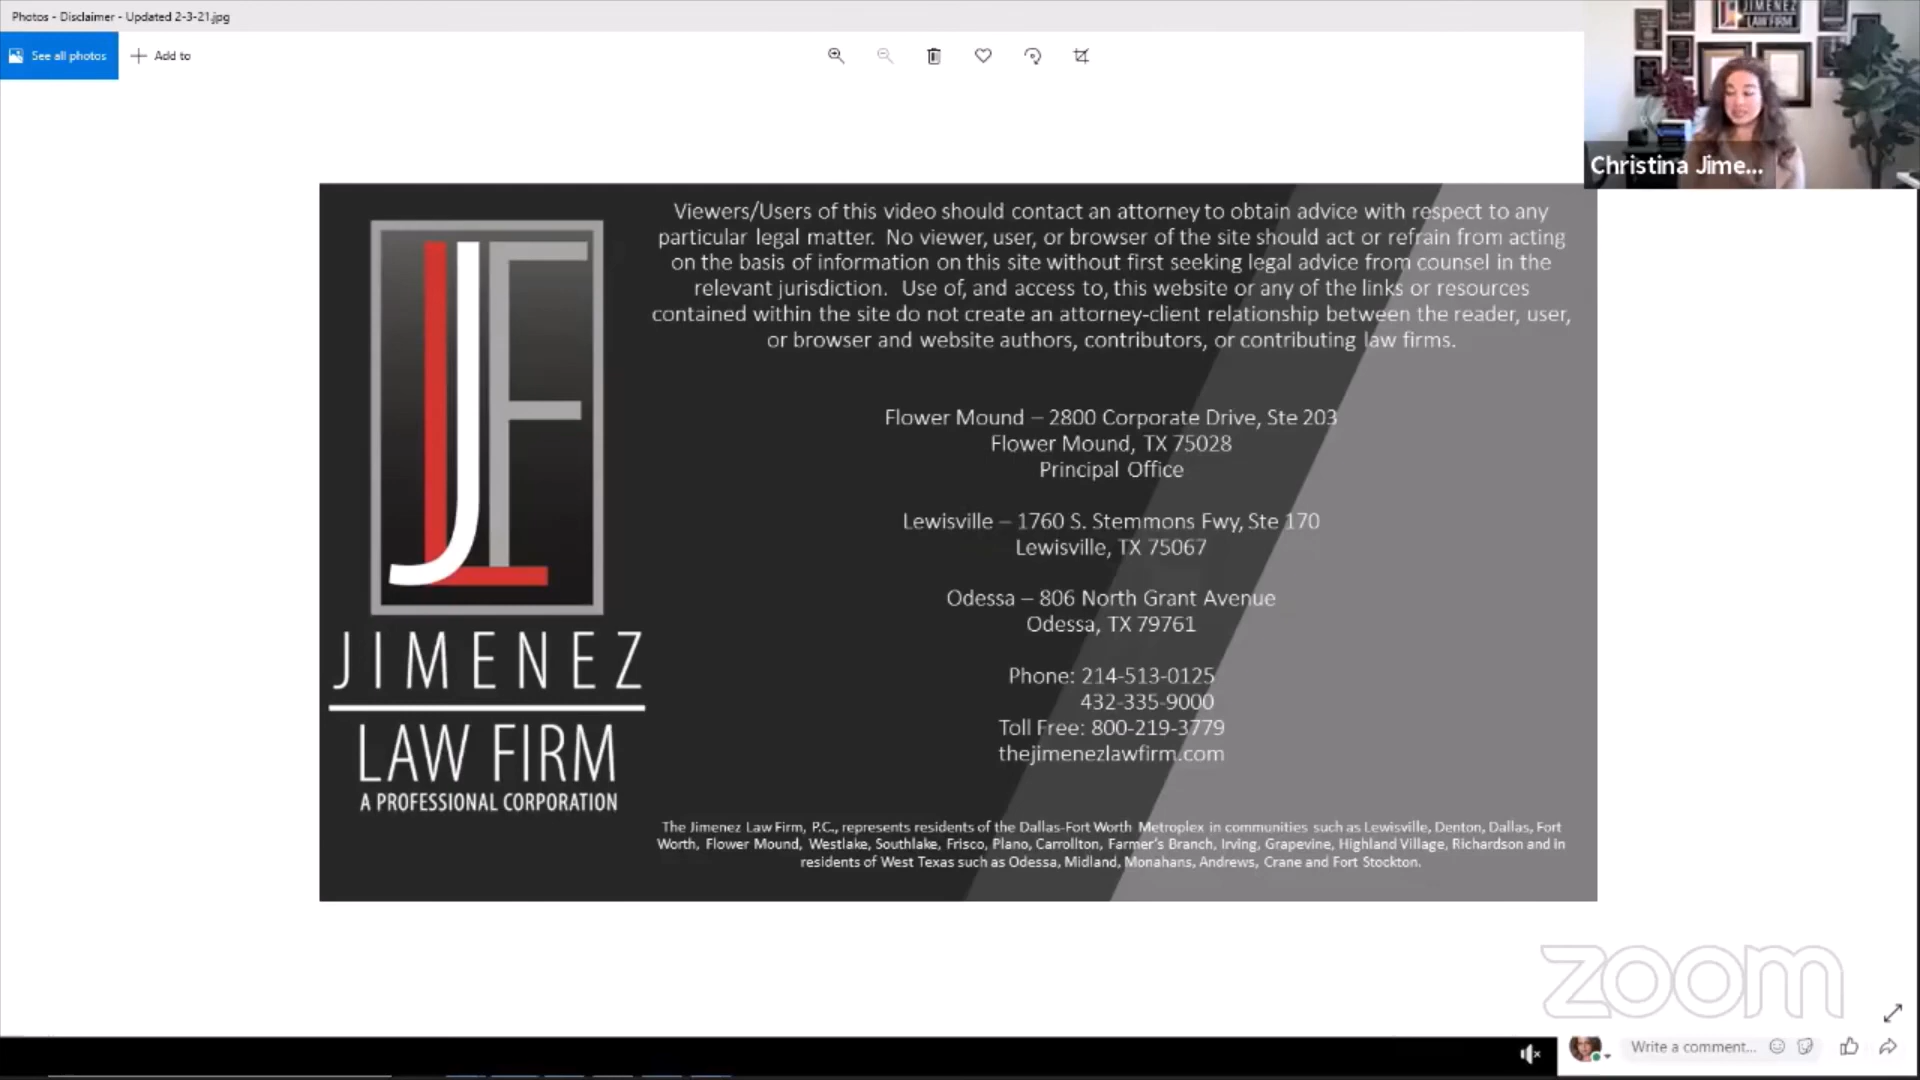 Photos - Disclaimer - Updated 2-3-21.jpg
See all photos
Add to
JIMENEZ
LAW FIRM
Christina Jime...
Viewers/Users of this video should contact an attorney to obtain advice with respect to any
particular legal matter. No viewer, user, or browser of the site should act or refrain from acting
on the basis of information on this site without first seeking legal advice from counsel in the
relevant jurisdiction. Use of, and access to, this website or any of the links or resources
contained within the site do not create an attorney-client relationship between the reader, user,
or browser and website authors, contributors, or contributing law firms.
Flower Mound – 2800 Corporate Drive, Ste 203
Flower Mound, TX 75028
Principal Office
Lewisville – 1760 S. Stemmons Fwy, Ste 170
Lewisville, TX 75067
Odessa – 806 North Grant Avenue
Odessa, TX 79761
Phone: 214-513-0125
432-335-9000
Toll Free: 800-219-3779
thejimenezlawfirm.com
The Jimenez Law Firm, P.C., represents residents of the Dallas-Fort Worth Metroplex in communities such as Lewisville, Denton, Dallas, Fort
Worth, Flower Mound, Westlake, Southlake, Frisco, Plano, Carrollton, Farmer's Branch, Irving, Grapevine, Highland Village, Richardson and in
residents of West Texas such as Odessa, Midland, Monahans, Andrews, Crane and Fort Stockton.
JLF
JIMENEZ
LAW FIRM
A PROFESSIONAL CORPORATION
zoom
Write a comment...